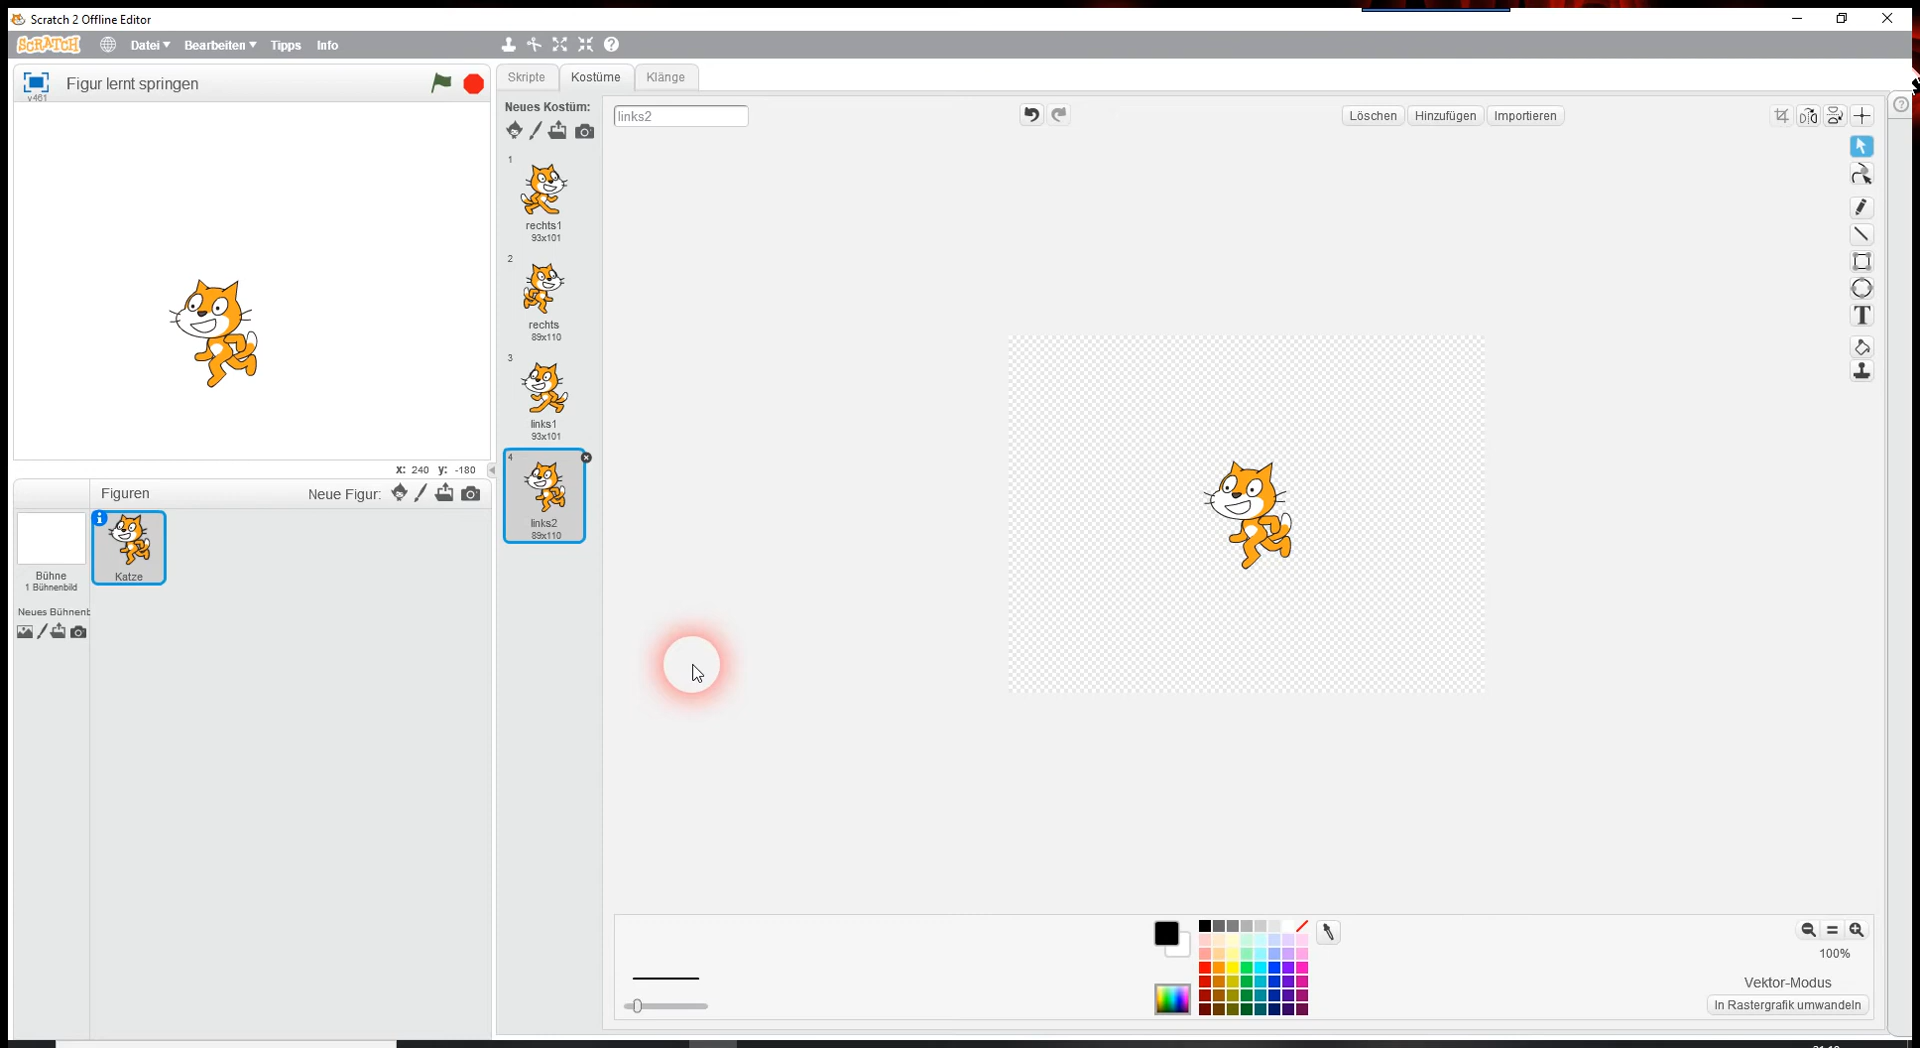 Scratch 2 Offline Editor
SCRATCH Datei Bearbeiten Tipps Info
v461 Figur lernt springen
Skripte Kostüme Klänge
Neues Kostüm:
links2
Löschen Hinzufügen Importieren
1
rechts1
93x101
2
rechts
89x110
3
links1
93x101
4
links2
89x110
T
x: 240 y: -180
Figuren Neue Figur:
Katze
Bühne
1 Bühnenbild
Neues Bühnenb
100%
Vektor-Modus
In Rastergrafik umwandeln